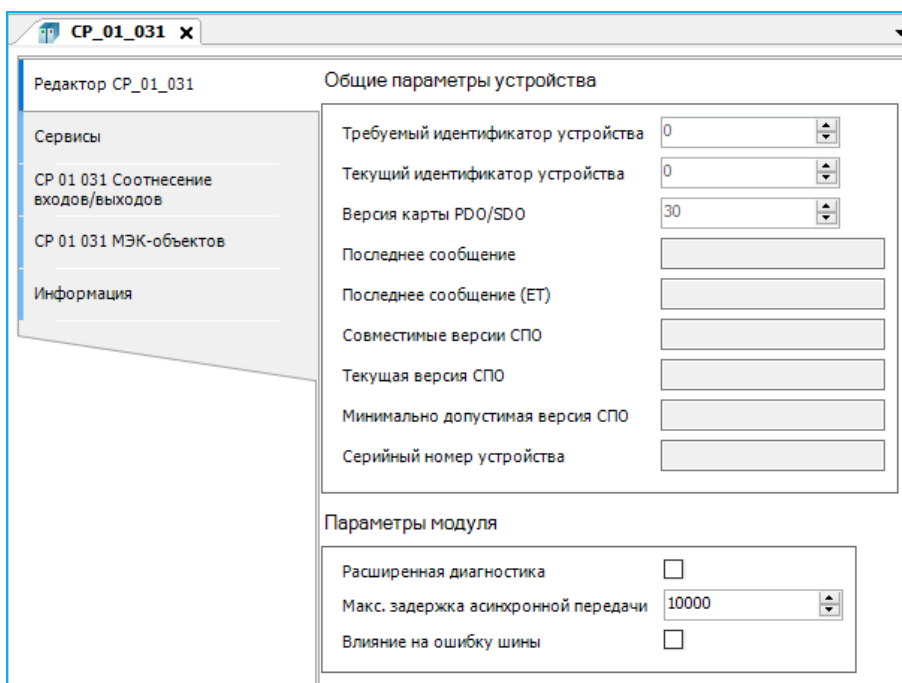 CP_01_031
Редактор CP_01_031
Сервисы
CP 01 031 Соотнесение
входов/выходов
CP 01 031 МЭК-объектов
Информация
Общие параметры устройства
Требуемый идентификатор устройства 0
Текущий идентификатор устройства 0
Версия карты PDO/SDO 30
Последнее сообщение
Последнее сообщение (ET)
Совместимые версии СПО
Текущая версия СПО
Минимально допустимая версия СПО
Серийный номер устройства
Параметры модуля
Расширенная диагностика
Макс. задержка асинхронной передачи 10000
Влияние на ошибку шины